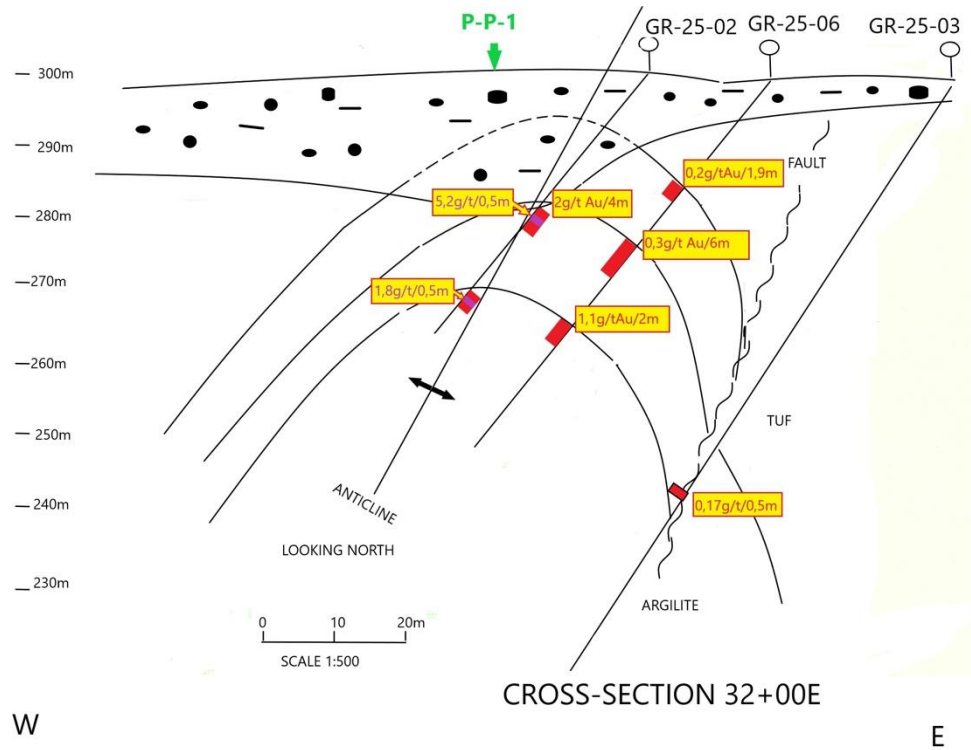 P-P-1
GR-25-02
GR-25-06
GR-25-03
300m
290m
280m
270m
260m
250m
240m
230m
0,2g/tAu/1,9m
FAULT
5,2g/t/0,5m
2g/t Au/4m
0,3g/t Au/6m
1,8g/t/0,5m
1,1g/tAu/2m
TUF
ANTICLINE
0,17g/t/0,5m
LOOKING NORTH
ARGILITE
0 10 20m
SCALE 1:500
CROSS-SECTION 32+00E
W
E